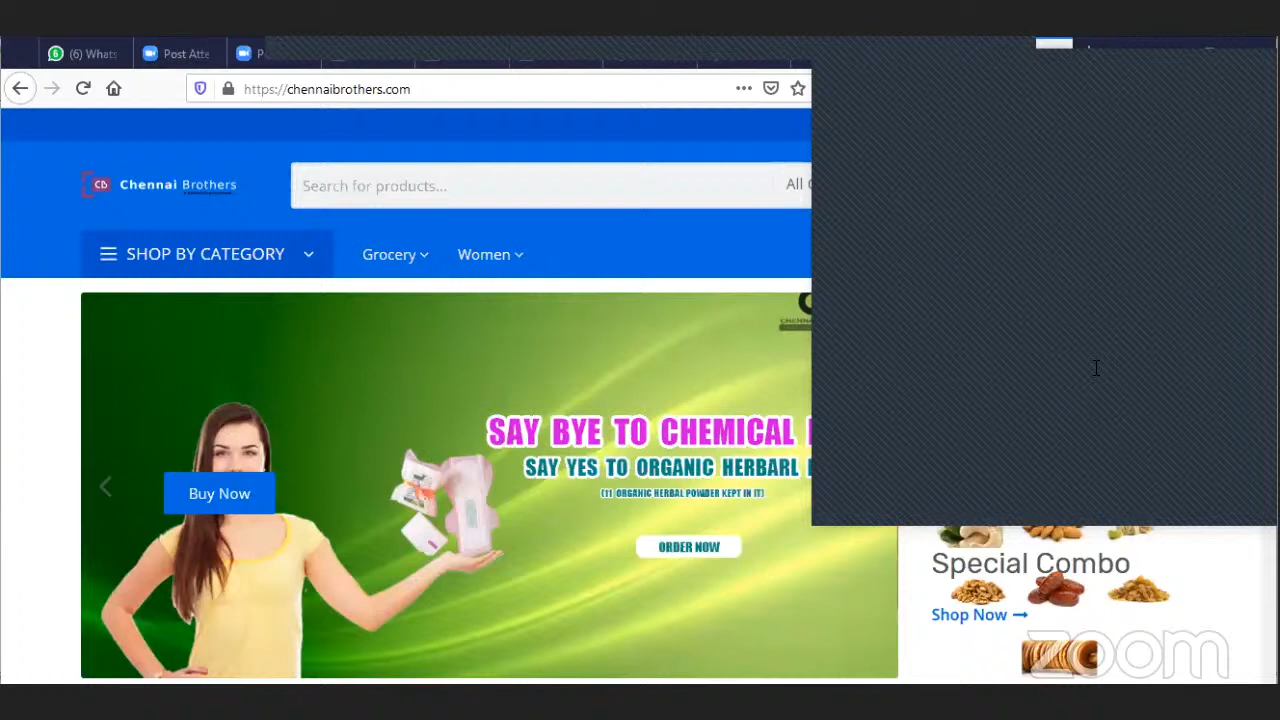 (6) Whats
Post Atte
P
https://chennaibrothers.com
CB Chennai Brothers
Search for products...
All
SHOP BY CATEGORY
Grocery
Women
SAY BYE TO CHEMICAL
SAY YES TO ORGANIC HERBARL
(11 ORGANIC HERBAL POWDER KEPT IN IT)
Buy Now
ORDER NOW
Special Combo
Shop Now
zoom